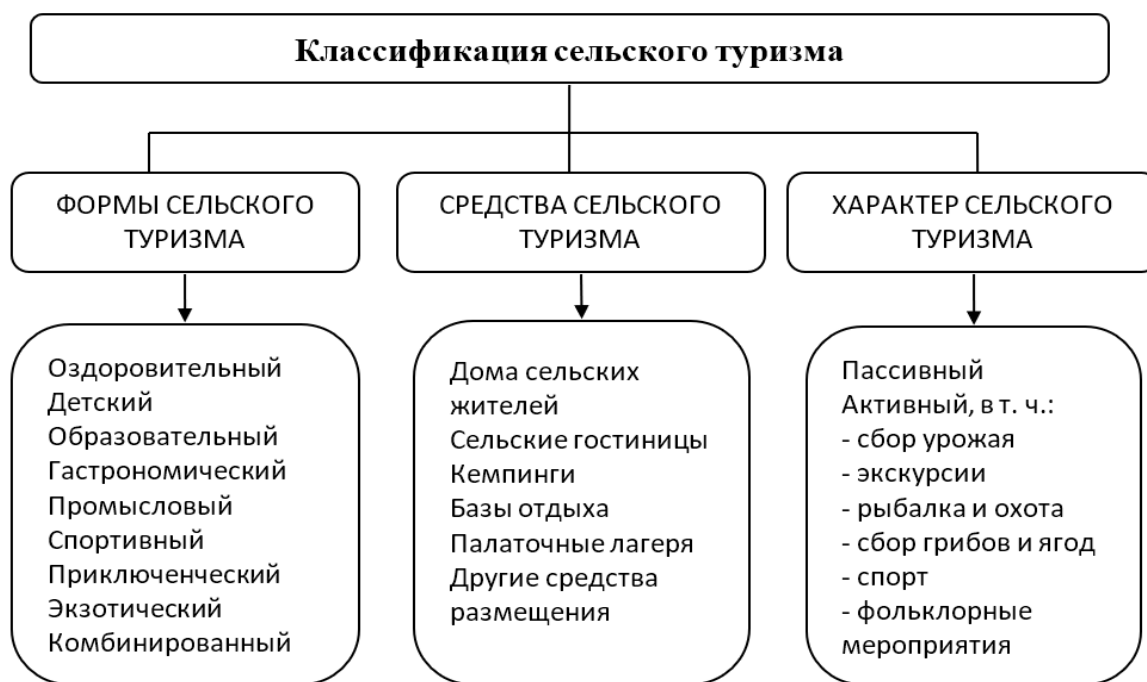 Классификация сельского туризма
ФОРМЫ СЕЛЬСКОГО
ТУРИЗМА
СРЕДСТВА СЕЛЬСКОГО
ТУРИЗМА
ХАРАКТЕР СЕЛЬСКОГО
ТУРИЗМА
Оздоровительный
Детский
Образовательный
Гастрономический
Промысловый
Спортивный
Приключенческий
Экзотический
Комбинированный
Дома сельских
жителей
Сельские гостиницы
Кемпинги
Базы отдыха
Палаточные лагеря
Другие средства
размещения
Пассивный
Активный, в т. ч.:
- сбор урожая
- экскурсии
- рыбалка и охота
- сбор грибов и ягод
- спорт
- фольклорные
мероприятия